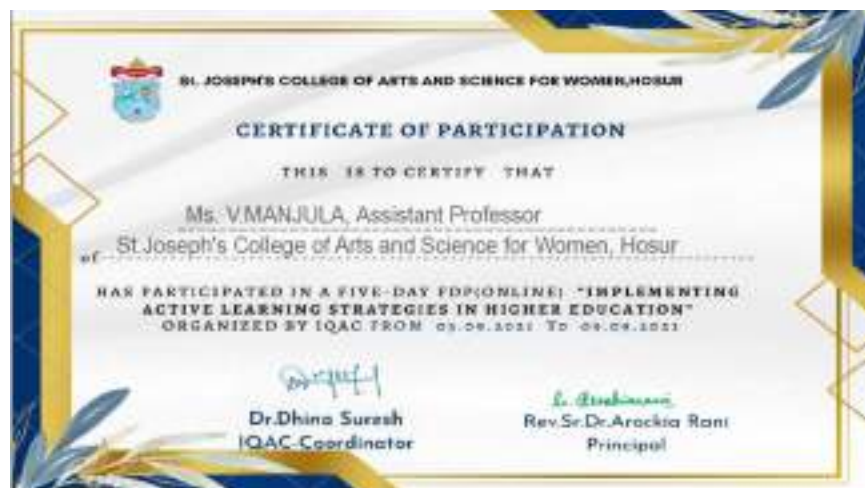 St. JOSEPH'S COLLEGE OF ARTS AND SCIENCE FOR WOMEN,HOSUR
CERTIFICATE OF PARTICIPATION
THIS IS TO CERTIFY THAT
Ms. V.MANJULA, Assistant Professor
of St.Joseph's College of Arts and Science for Women, Hosur
HAS PARTICIPATED IN A FIVE-DAY FDP(ONLINE) "IMPLEMENTING
ACTIVE LEARNING STRATEGIES IN HIGHER EDUCATION"
ORGANIZED BY IQAC FROM To
Dr.Dhina Suresh
IQAC-Coordinator
Rev.Sr.Dr.Arockia Rani
Principal